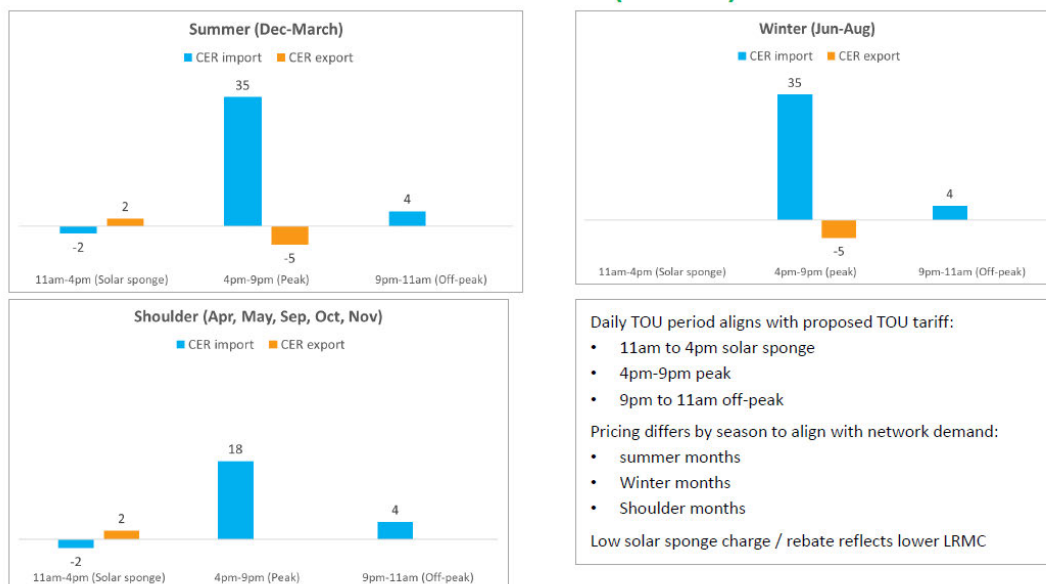 Summer (Dec-March)
CER import CER export
35
2
4
-2
-5
11am-4pm (Solar sponge) 4pm-9pm (Peak) 9pm-11am (Off-peak)
Winter (Jun-Aug)
CER import CER export
35
4
-5
11am-4pm (Solar sponge) 4pm-9pm (peak) 9pm-11am (Off-peak)
Shoulder (Apr, May, Sep, Oct, Nov)
CER import CER export
18
2
4
-2
11am-4pm (Solar sponge) 4pm-9pm (Peak) 9pm-11am (Off-peak)
Daily TOU period aligns with proposed TOU tariff:
• 11am to 4pm solar sponge
• 4pm-9pm peak
• 9pm to 11am off-peak
Pricing differs by season to align with network demand:
• summer months
• Winter months
• Shoulder months
Low solar sponge charge / rebate reflects lower LRMC